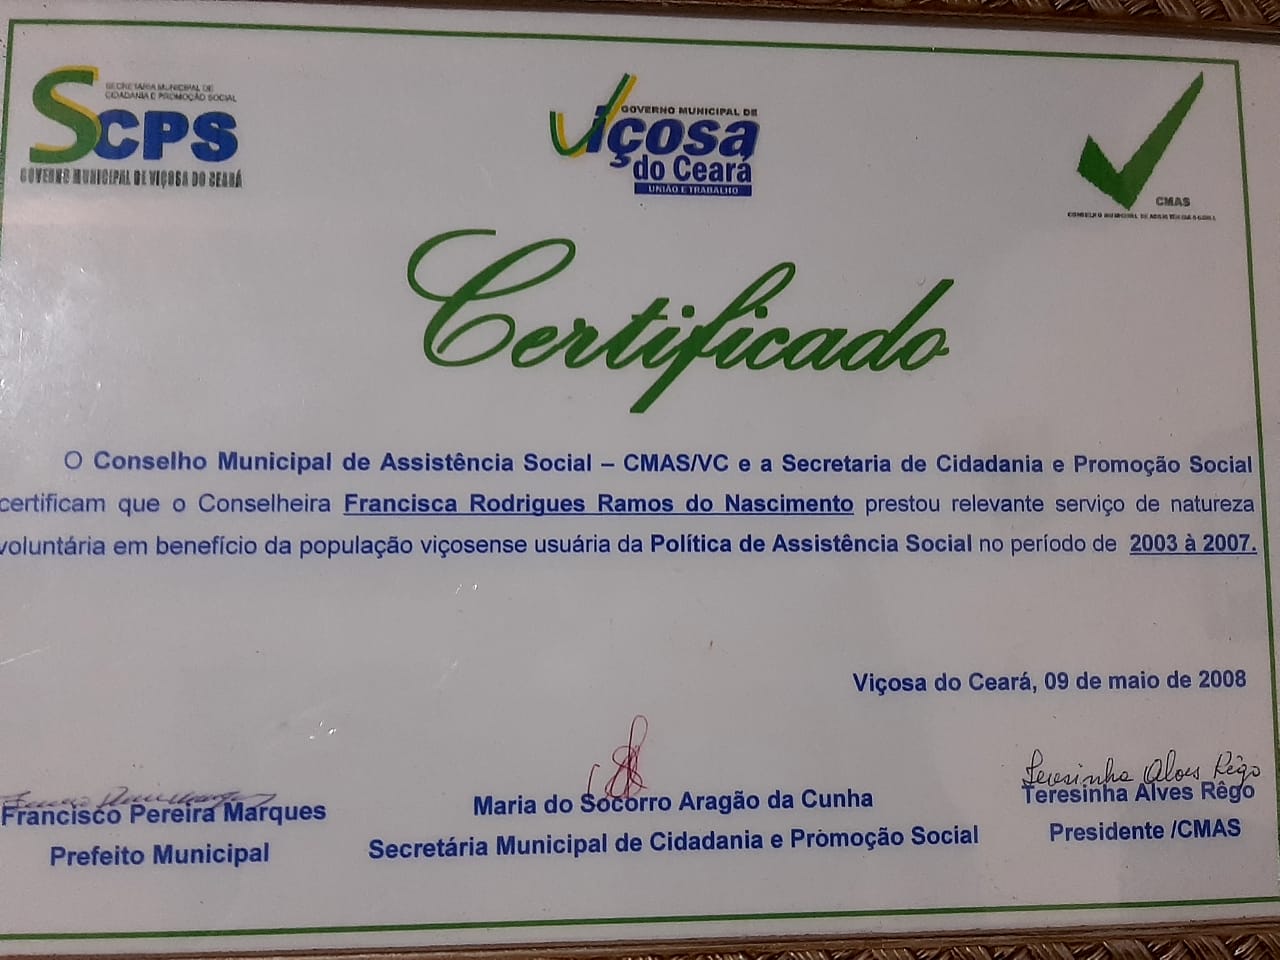 SECRETARIA MUNICIPAL DE
CIDADANIA E PROMOÇÃO SOCIAL
SCPS
GOVERNO MUNICIPAL DE VIÇOSA DO CEARÁ
GOVERNO MUNICIPAL DE
Viçosa
do Ceará
UNIÃO E TRABALHO
CMAS
CONSELHO MUNICIPAL DE ASSISTÊNCIA SOCIAL
Certificado
O Conselho Municipal de Assistência Social – CMAS/VC e a Secretaria de Cidadania e Promoção Social
certificam que o Conselheira Francisca Rodrigues Ramos do Nascimento prestou relevante serviço de natureza
voluntária em benefício da população viçosense usuária da Política de Assistência Social no período de 2003 à 2007.
Viçosa do Ceará, 09 de maio de 2008
Teresinha Alves Rêgo
Francisco Pereira Marques
Prefeito Municipal
Maria do Socorro Aragão da Cunha
Secretária Municipal de Cidadania e Promoção Social
Teresinha Alves Rêgo
Presidente /CMAS